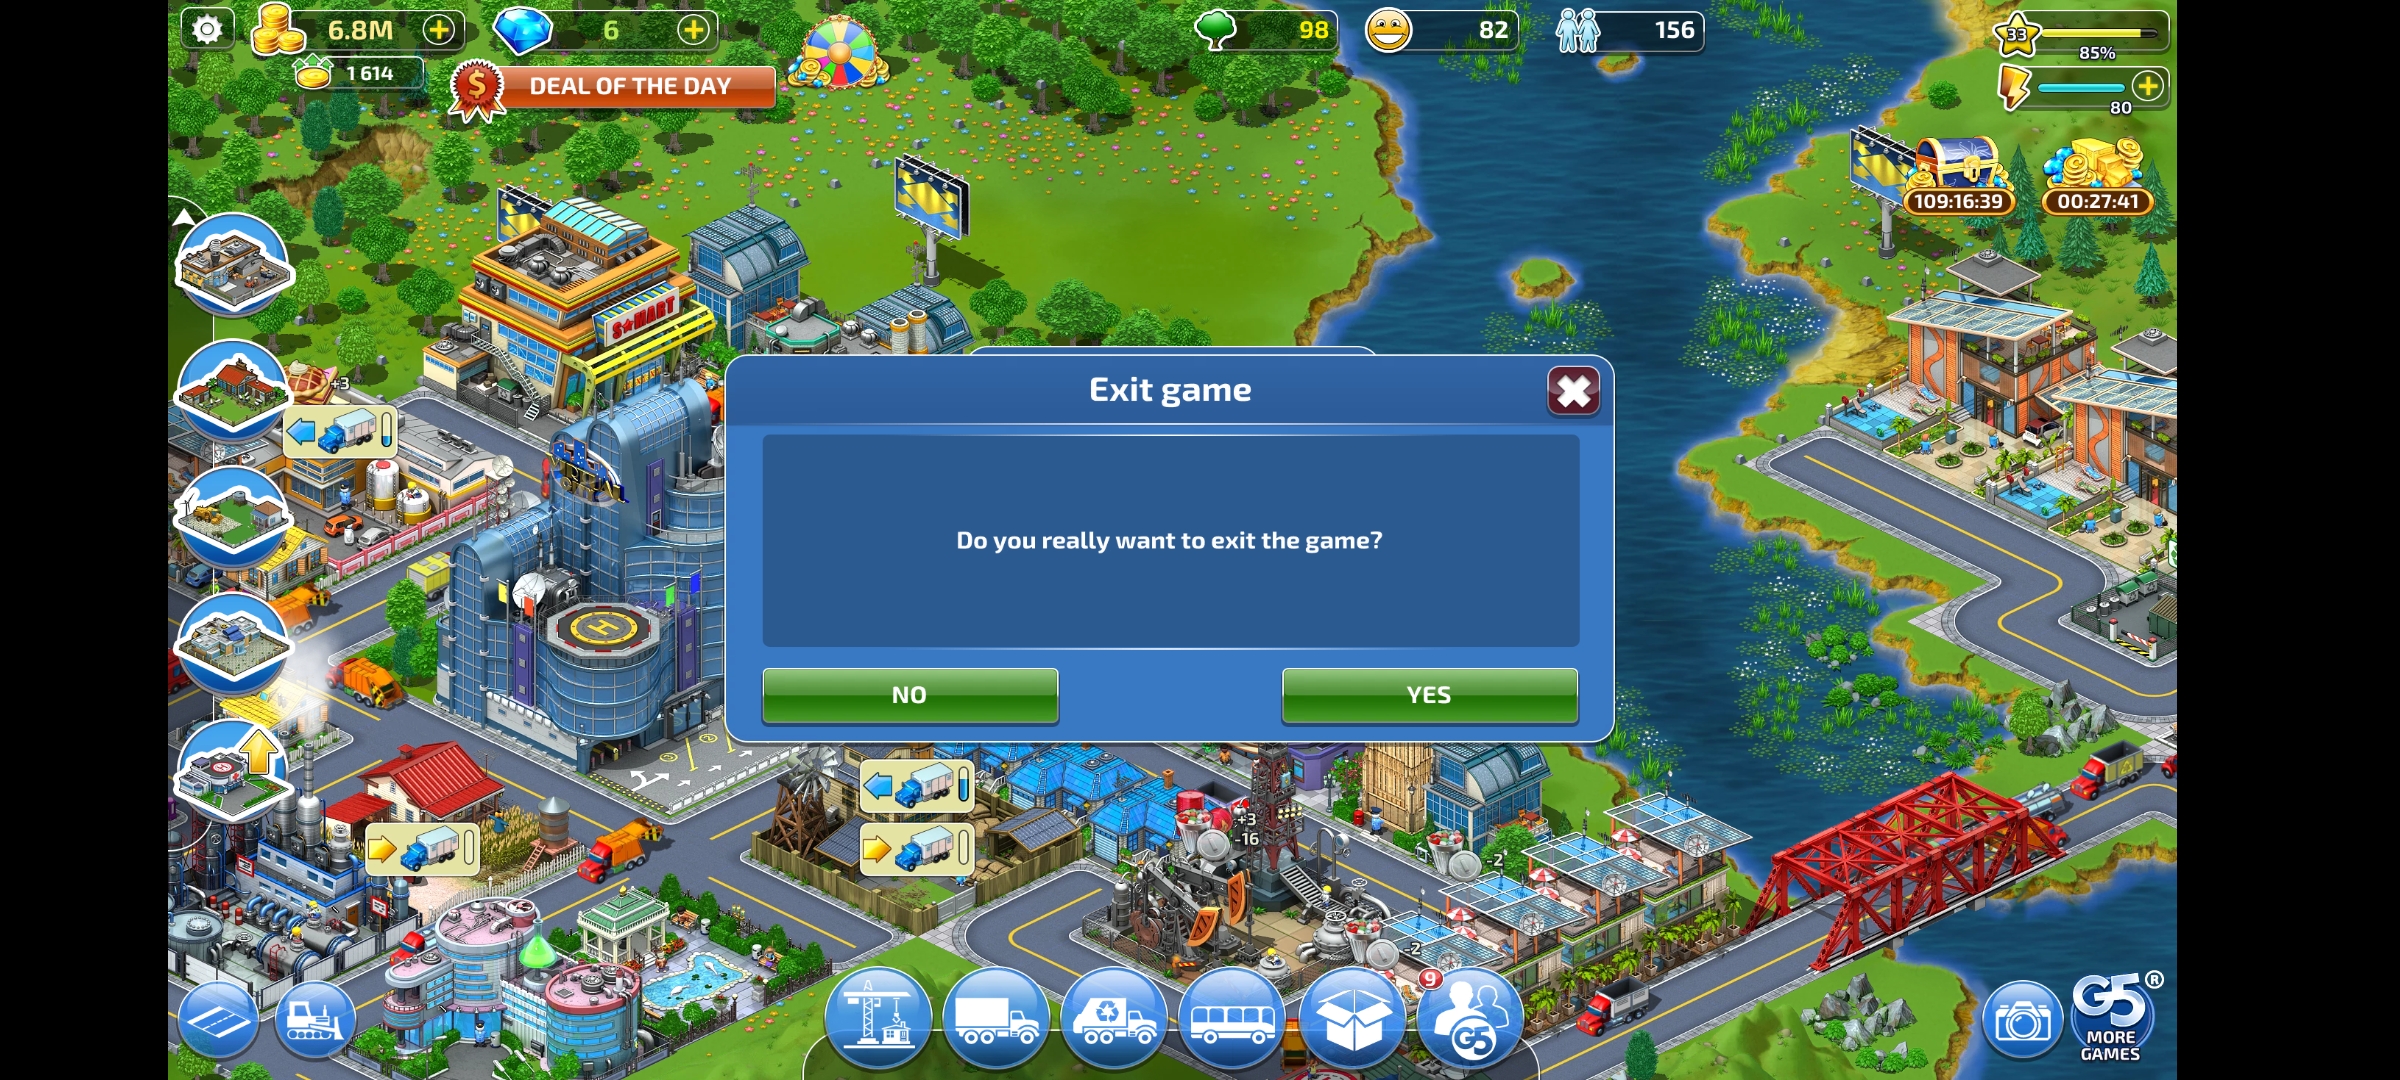 6.8M
6
98
82
156
33
85%
1 614
DEAL OF THE DAY
80
109:16:39
00:27:41
S★MART
+3
Exit game
Do you really want to exit the game?
NO
YES
H
+3
-16
-2
-2
9
G5
G5®
MORE
GAMES